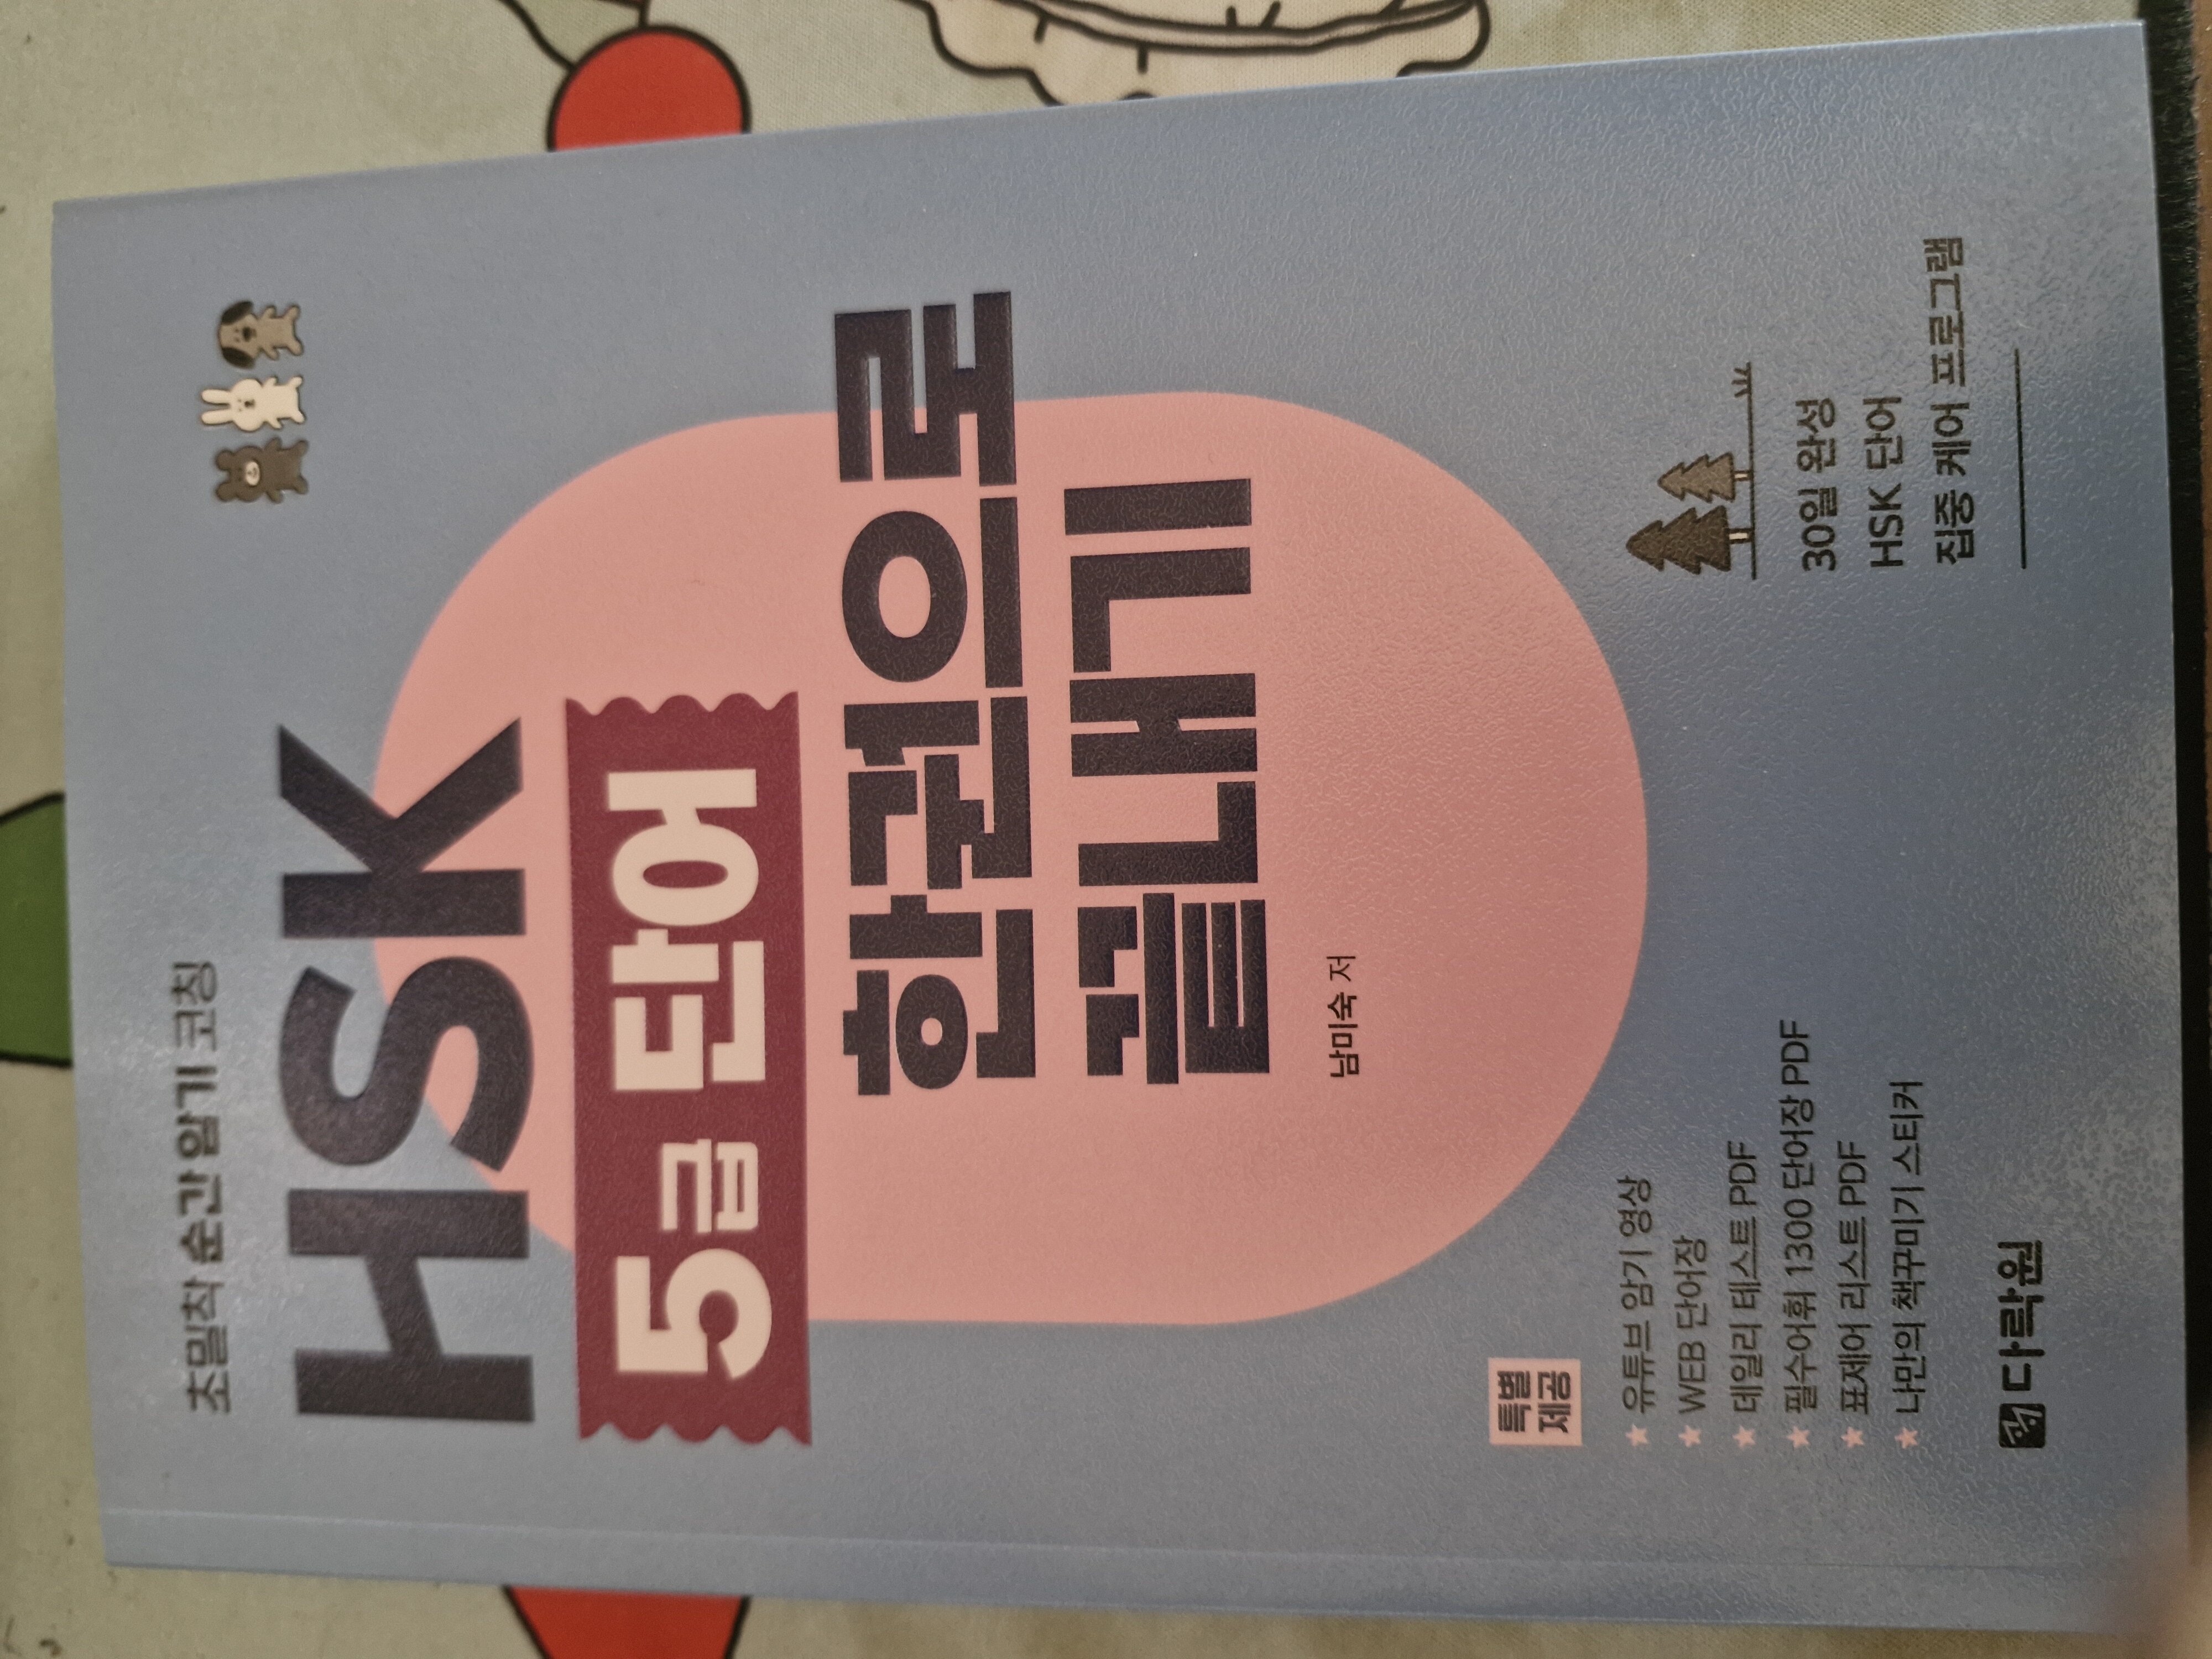 초밀착 순간 암기 코칭
HSK
5급 단어
한권으로
끝내기
남미숙 저
특별
제공
★ 유튜브 암기 영상
★ WEB 단어장
★ 데일리 테스트 PDF
★ 필수어휘 1300 단어장 PDF
★ 표제어 리스트 PDF
★ 나만의 책꾸미기 스티커
30일 완성
HSK 단어
집중 케어 프로그램
다락원